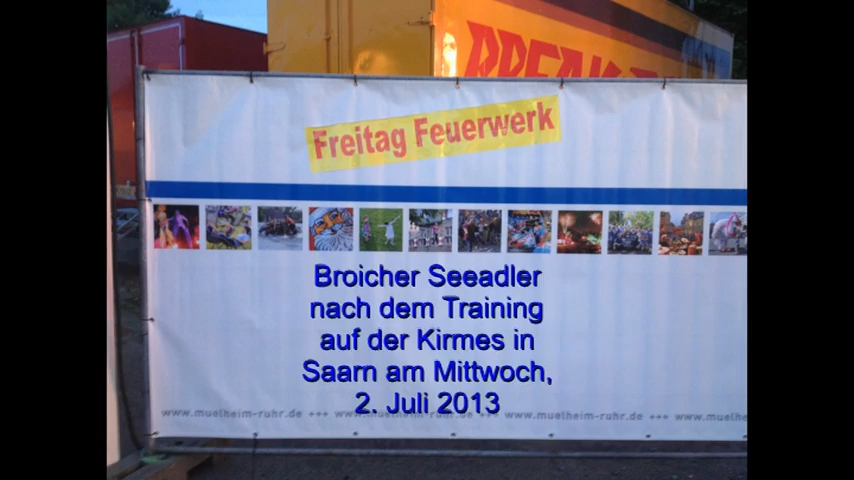 BREAK
Freitag Feuerwerk
Broicher Seeadler
nach dem Training
auf der Kirmes in
Saarn am Mittwoch,
2. Juli 2013
www.muelheim-ruhr.de +++ www.muelheim-ruhr.de +++ www.muelheim-ruhr.de +++ www.muelheim-r